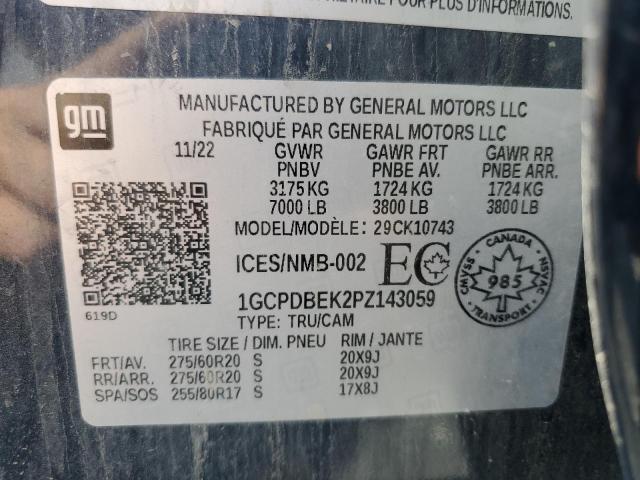 POUR PLUS D'INFORMATIONS.
gm
MANUFACTURED BY GENERAL MOTORS LLC
FABRIQUÉ PAR GENERAL MOTORS LLC
11/22 GVWR GAWR FRT GAWR RR
PNBV PNBE AV. PNBE ARR.
3175 KG 1724 KG 1724 KG
7000 LB 3800 LB 3800 LB
MODEL/MODÈLE: 29CK10743
ICES/NMB-002 EC
CANADA
CMVSS 985 NSVAC
TRANSPORT
1GCPDBEK2PZ143059
619D
TYPE: TRU/CAM
TIRE SIZE / DIM. PNEU RIM / JANTE
FRT/AV. 275/60R20 S 20X9J
RR/ARR. 275/60R20 S 20X9J
SPA/SOS 255/80R17 S 17X8J